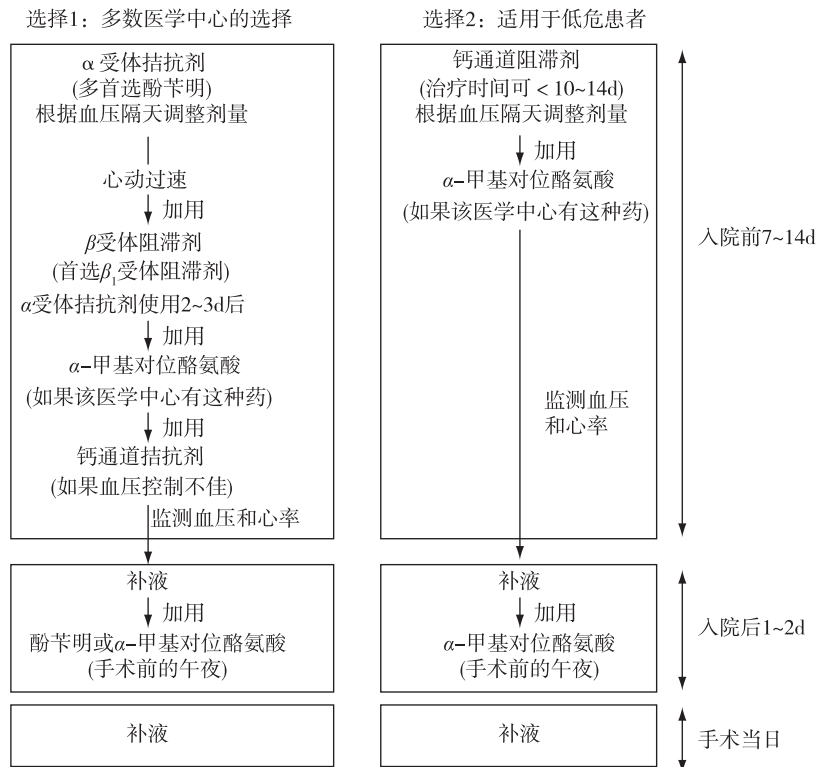 选择1：多数医学中心的选择
α受体拮抗剂
(多首选酚苄明)
根据血压隔天调整剂量
心动过速
加用
β受体阻滞剂
(首选β1受体阻滞剂)
α受体拮抗剂使用2~3d后
加用
α-甲基对位酪氨酸
(如果该医学中心有这种药)
加用
钙通道拮抗剂
(如果血压控制不佳)
监测血压和心率
补液
加用
酚苄明或α-甲基对位酪氨酸
(手术前的午夜)
补液
选择2：适用于低危患者
钙通道阻滞剂
(治疗时间可＜10~14d)
根据血压隔天调整剂量
加用
α-甲基对位酪氨酸
(如果该医学中心有这种药)
监测血压
和心率
补液
加用
α-甲基对位酪氨酸
(手术前的午夜)
补液
入院前7~14d
入院后1~2d
手术当日